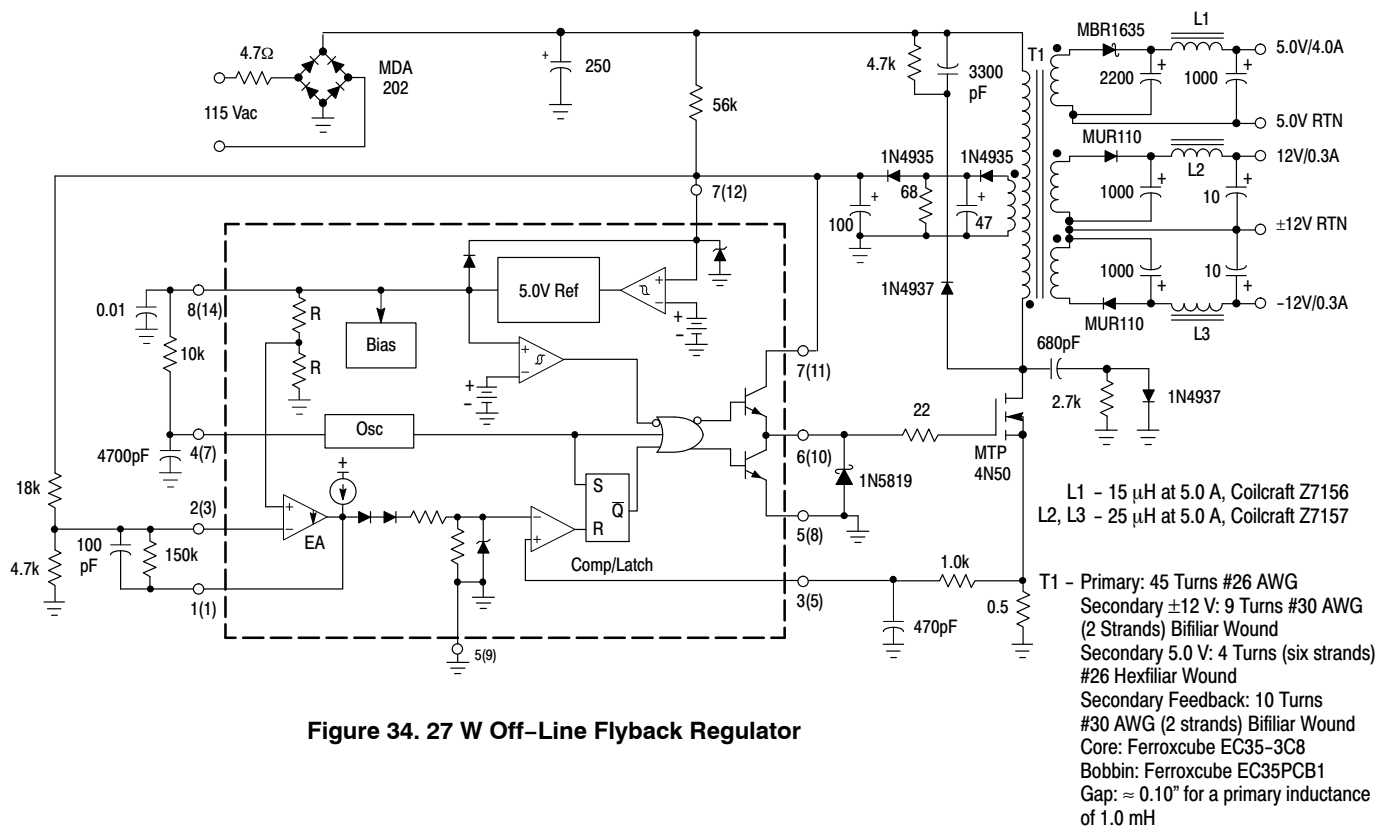 4.7Ω
MDA
202
115 Vac
+
250
56k
4.7k
3300
pF
T1
MBR1635
L1
5.0V/4.0A
2200
+
1000
+
5.0V RTN
MUR110
12V/0.3A
L2
1000
+
10
+
±12V RTN
1000
+
10
+
MUR110
L3
-12V/0.3A
1N4935
1N4935
68
100
+
47
+
7(12)
1N4937
680pF
2.7k
1N4937
0.01
8(14)
10k
R
R
Bias
5.0V Ref
+
-
+
-
+
-
+
-
7(11)
4(7)
4700pF
Osc
6(10)
22
MTP
4N50
1N5819
5(8)
18k
2(3)
100
pF
150k
4.7k
1(1)
+
-
EA
+
-
+
S
Q
R
Comp/Latch
3(5)
1.0k
470pF
0.5
5(9)
L1 - 15 μH at 5.0 A, Coilcraft Z7156
L2, L3 - 25 μH at 5.0 A, Coilcraft Z7157
T1 - Primary: 45 Turns #26 AWG
Secondary ±12 V: 9 Turns #30 AWG
(2 Strands) Bifiliar Wound
Secondary 5.0 V: 4 Turns (six strands)
#26 Hexfiliar Wound
Secondary Feedback: 10 Turns
#30 AWG (2 strands) Bifiliar Wound
Core: Ferroxcube EC35-3C8
Bobbin: Ferroxcube EC35PCB1
Gap: ≈ 0.10" for a primary inductance
of 1.0 mH
Figure 34. 27 W Off-Line Flyback Regulator